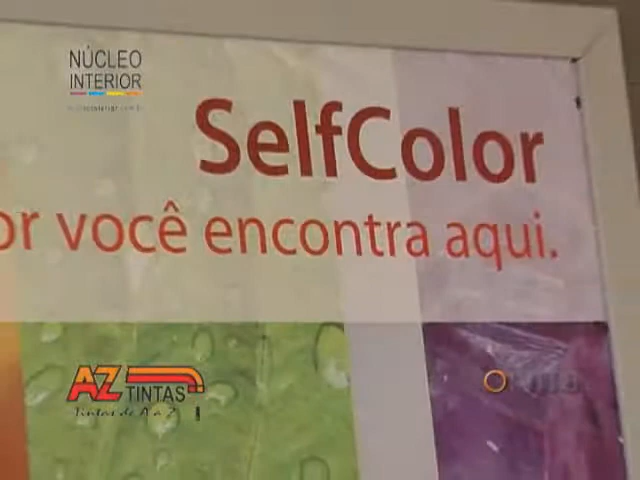 NÚCLEO
INTERIOR
SelfColor
or você encontra aqui.
AZ TINTAS
Tintas de A a Z